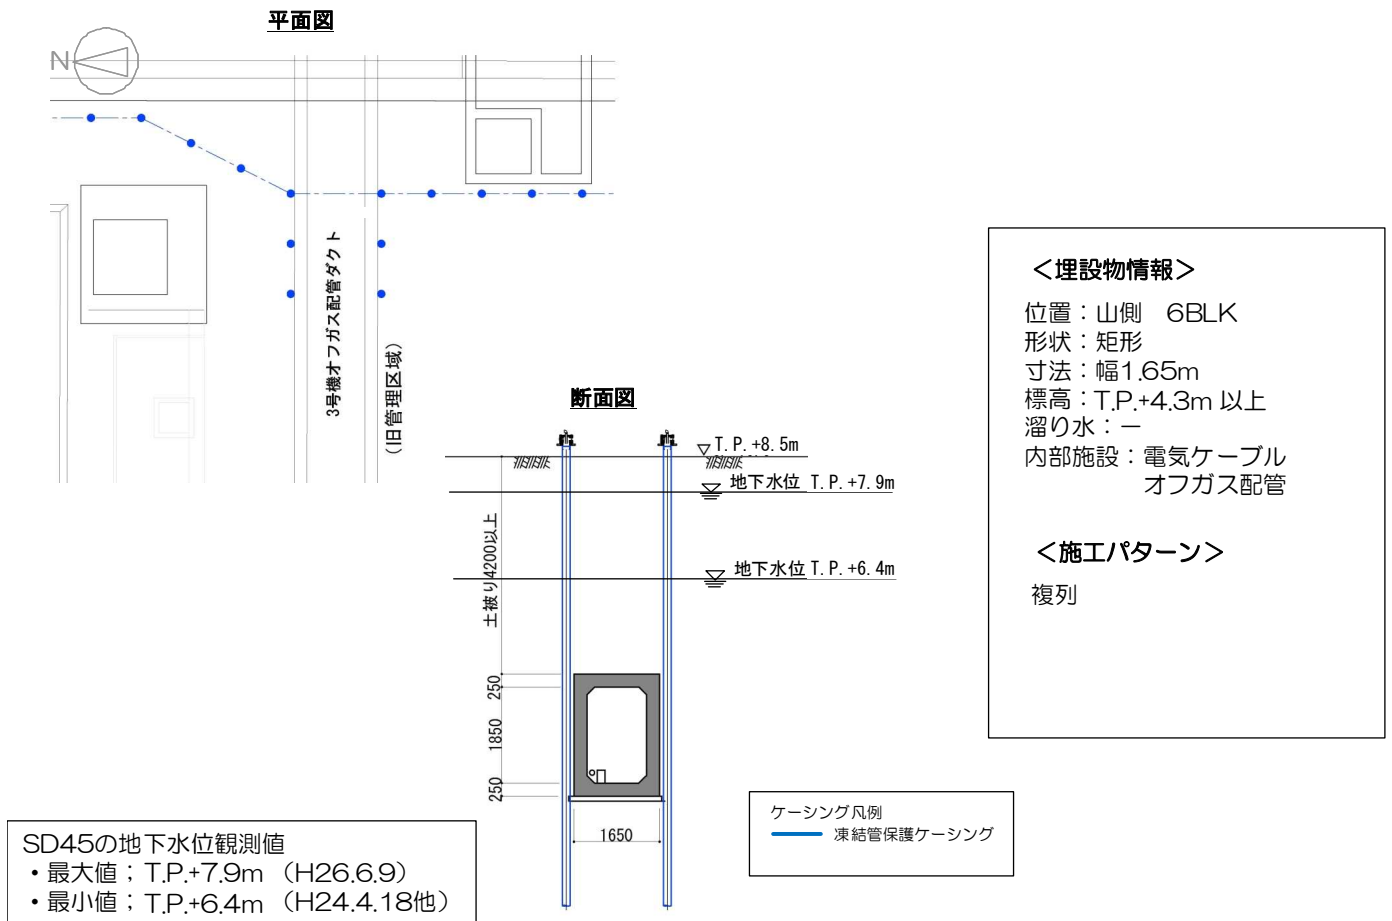 平面図
N
3号機オフガス配管ダクト
(旧管理区域)
断面図
T.P.+8.5m
地下水位 T.P.+7.9m
地下水位 T.P.+6.4m
土被り4200以上
250
1850
250
1650
<埋設物情報>
位置:山側 6BLK
形状:矩形
寸法:幅1.65m
標高:T.P.+4.3m 以上
溜り水:ー
内部施設:電気ケーブル
オフガス配管
<施工パターン>
複列
ケーシング凡例
凍結管保護ケーシング
SD45の地下水位観測値
・最大値;T.P.+7.9m (H26.6.9)
・最小値;T.P.+6.4m (H24.4.18他)